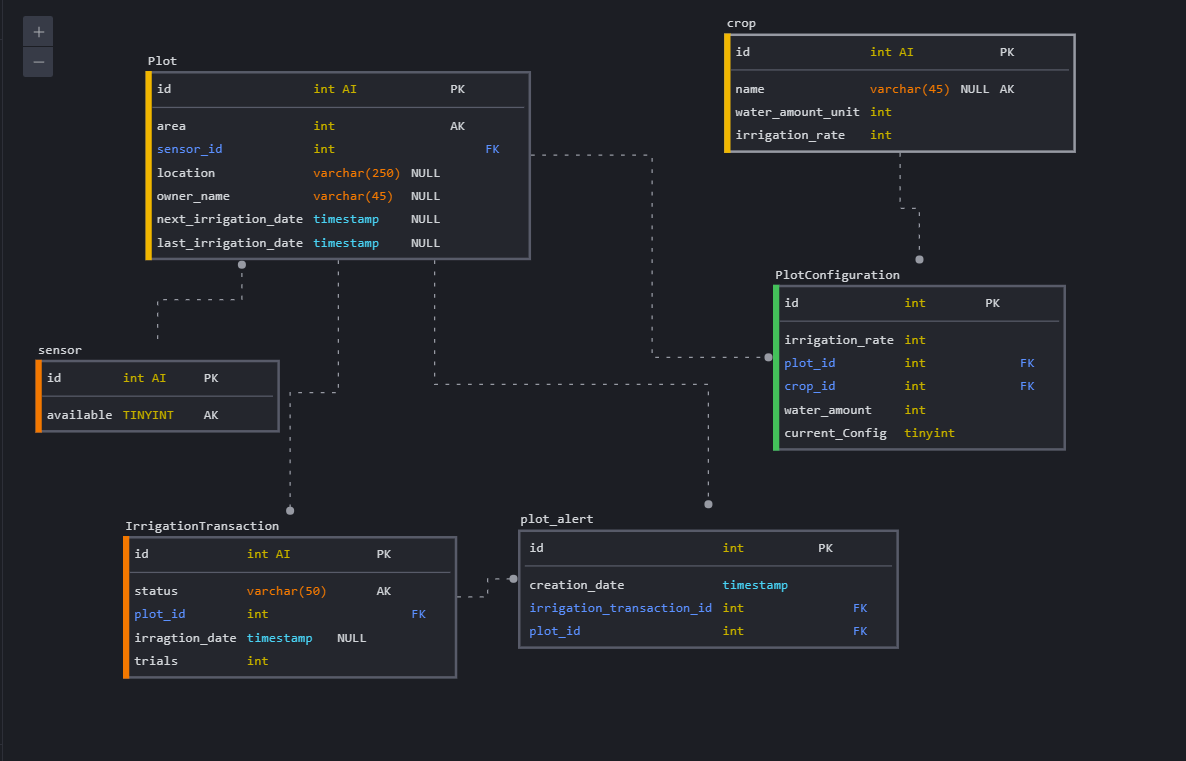 +
−
Plot
id int AI PK
area int AK
sensor_id int FK
location varchar(250) NULL
owner_name varchar(45) NULL
next_irrigation_date timestamp NULL
last_irrigation_date timestamp NULL
crop
id int AI PK
name varchar(45) NULL AK
water_amount_unit int
irrigation_rate int
sensor
id int AI PK
available TINYINT AK
PlotConfiguration
id int PK
irrigation_rate int
plot_id int FK
crop_id int FK
water_amount int
current_Config tinyint
IrrigationTransaction
id int AI PK
status varchar(50) AK
plot_id int FK
irragtion_date timestamp NULL
trials int
plot_alert
id int PK
creation_date timestamp
irrigation_transaction_id int FK
plot_id int FK